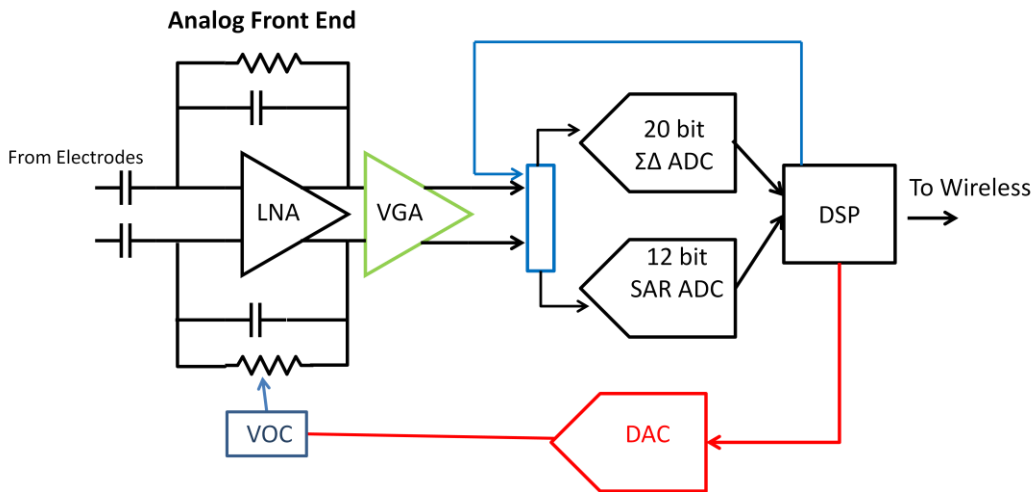 Analog Front End
From Electrodes
LNA
VGA
20 bit
ΣΔ ADC
12 bit
SAR ADC
DSP
To Wireless
VOC
DAC